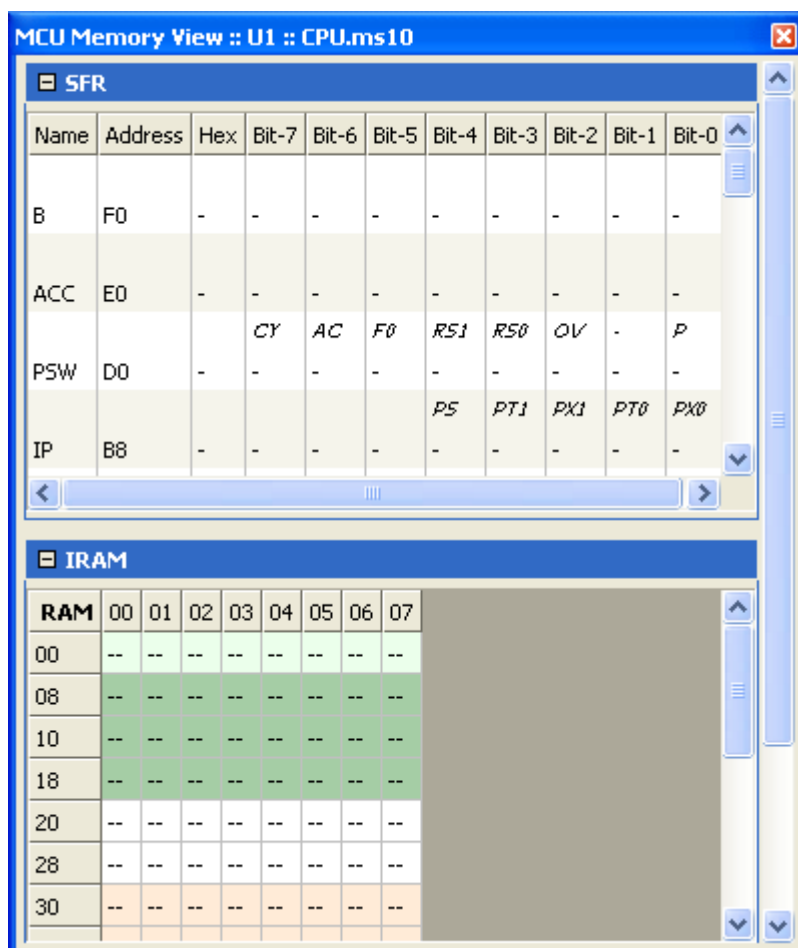 MCU Memory View :: U1 :: CPU.ms10
SFR
Name Address Hex Bit-7 Bit-6 Bit-5 Bit-4 Bit-3 Bit-2 Bit-1 Bit-0
B F0 - - - - - - - - -
ACC E0 - - - - - - - - -
CY AC F0 RS1 RS0 OV - P
PSW D0 - - - - - - - - -
PS PT1 PX1 PT0 PX0
IP B8 - - - - - - - - -
IRAM
RAM 00 01 02 03 04 05 06 07
00 -- -- -- -- -- -- -- --
08 -- -- -- -- -- -- -- --
10 -- -- -- -- -- -- -- --
18 -- -- -- -- -- -- -- --
20 -- -- -- -- -- -- -- --
28 -- -- -- -- -- -- -- --
30 -- -- -- -- -- -- -- --